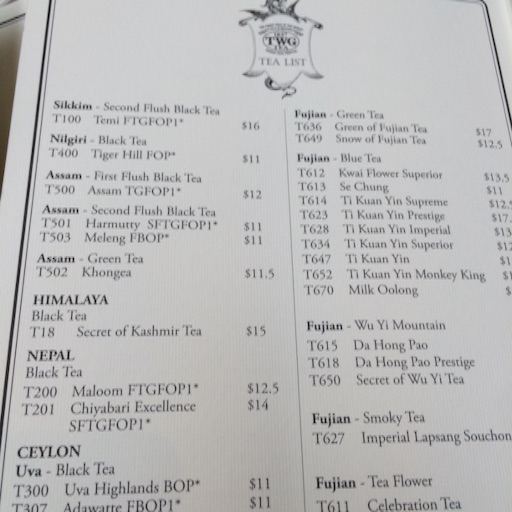 TWG
TEA LIST
Sikkim - Second Flush Black Tea
T100 Temi FTGFOP1* $16
Nilgiri - Black Tea
T400 Tiger Hill FOP* $11
Assam - First Flush Black Tea
T500 Assam TGFOP1* $12
Assam - Second Flush Black Tea
T501 Harmutty SFTGFOP1* $11
T503 Meleng FBOP* $11
Assam - Green Tea
T502 Khongea $11.5
HIMALAYA
Black Tea
T18 Secret of Kashmir Tea $15
NEPAL
Black Tea
T200 Maloom FTGFOP1* $12.5
T201 Chiyabari Excellence $14
SFTGFOP1*
CEYLON
Uva - Black Tea
T300 Uva Highlands BOP* $11
T307 Adawatte FBOP1* $11
Fujian - Green Tea
T636 Green of Fujian Tea $17
T649 Snow of Fujian Tea $12.5
Fujian - Blue Tea
T612 Kwai Flower Superior $13.5
T613 Se Chung $11
T614 Ti Kuan Yin Supreme $12.
T623 Ti Kuan Yin Prestige $17.
T628 Ti Kuan Yin Imperial $13
T634 Ti Kuan Yin Superior $12
T647 Ti Kuan Yin $1
T652 Ti Kuan Yin Monkey King $1
T670 Milk Oolong $
Fujian - Wu Yi Mountain
T615 Da Hong Pao
T618 Da Hong Pao Prestige
T650 Secret of Wu Yi Tea
Fujian - Smoky Tea
T627 Imperial Lapsang Souchon
Fujian - Tea Flower
T611 Celebration Tea